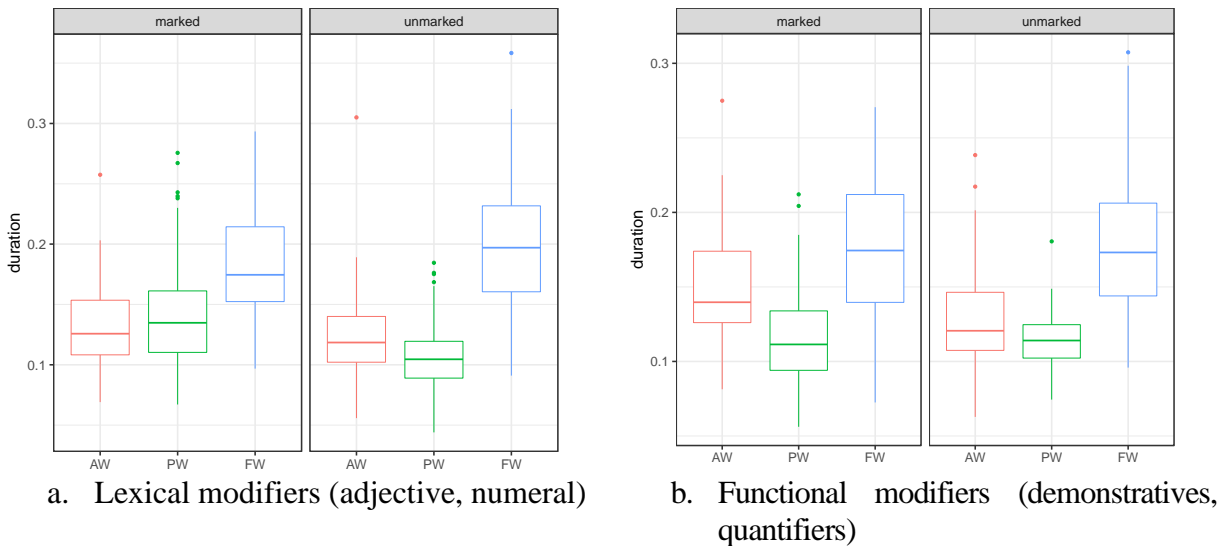 marked unmarked
duration
0.3
0.2
0.1
AW PW FW AW PW FW
a. Lexical modifiers (adjective, numeral)
marked unmarked
duration
0.3
0.2
0.1
AW PW FW AW PW FW
b. Functional modifiers (demonstratives,
quantifiers)